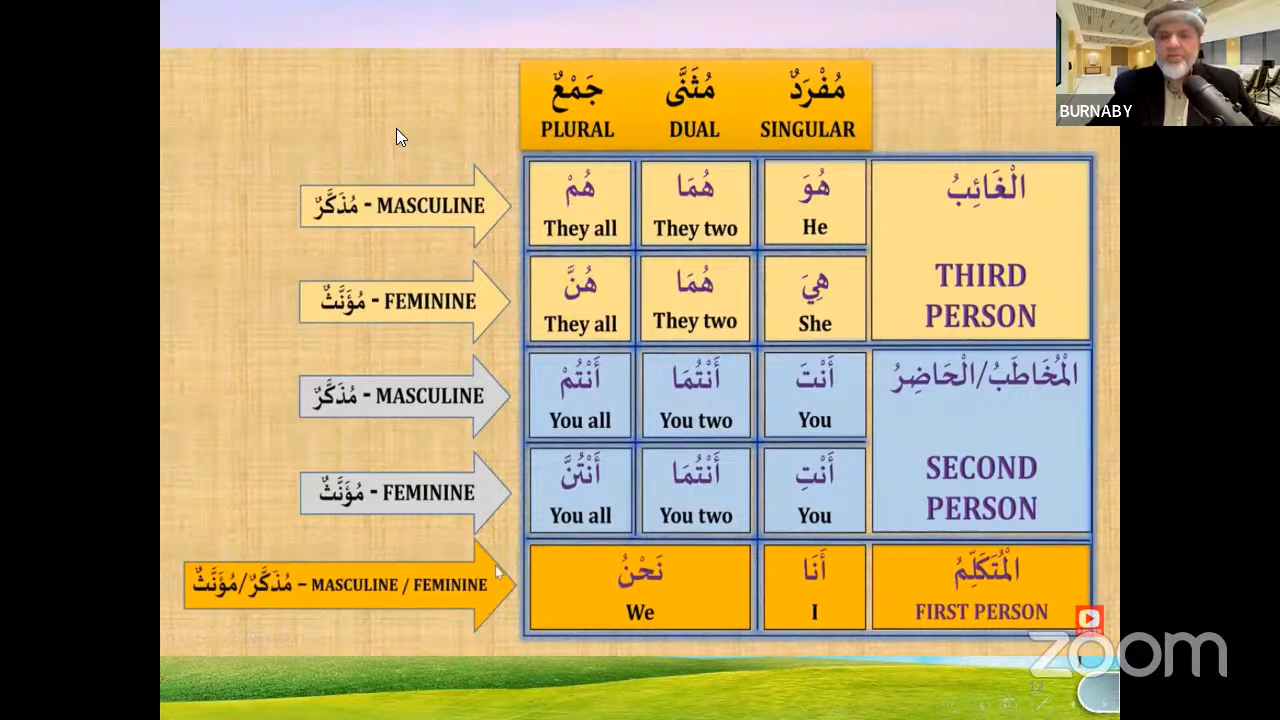 مُفْرَدٌ مُثَنَّى جَمْعٌ
SINGULAR DUAL PLURAL
BURNABY
الْغَائِبُ
THIRD
PERSON
هُوَ هُمَا هُمْ
He They two They all
مُذَكَّرٌ - MASCULINE
هِيَ هُمَا هُنَّ
She They two They all
مُؤَنَّثٌ - FEMININE
الْمُخَاطَبُ/الْحَاضِرُ
SECOND
PERSON
أَنْتَ أَنْتُمَا أَنْتُمْ
You You two You all
مُذَكَّرٌ - MASCULINE
أَنْتِ أَنْتُمَا أَنْتُنَّ
You You two You all
مُؤَنَّثٌ - FEMININE
الْمُتَكَلِّمُ
FIRST PERSON
أَنَا نَحْنُ
I We
مُذَكَّرٌ/مُؤَنَّثٌ – MASCULINE / FEMININE
zoom
12